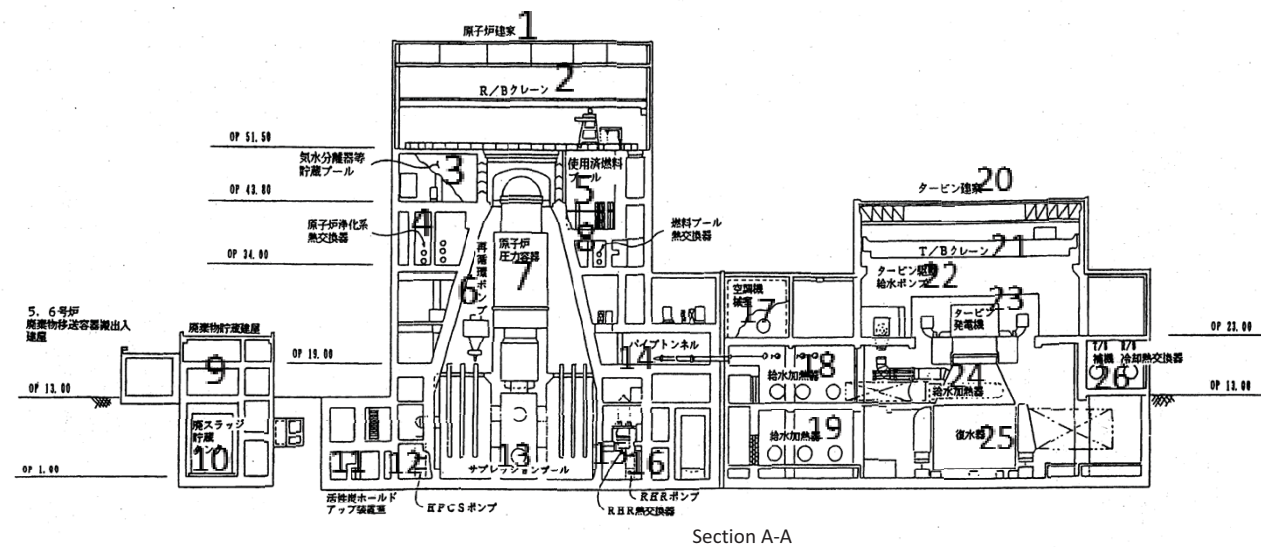 原子炉建家 1
R/Bクレーン 2
OP 51.50
気水分離器等
貯蔵プール 3
使用済燃料
プール 5
OP 43.80
原子炉浄化系
熱交換器 4
OP 34.00
再循環ポンプ 6
原子炉
圧力容器
7
燃料プール
熱交換器
タービン建家 20
T/Bクレーン 21
タービン駆動
給水ポンプ 22
空調機
械室 17
23
タービン
発電機
OP 23.00
5.6号炉
廃棄物移送容器搬出入
建屋
廃棄物貯蔵建屋
9
OP 19.00
パイプトンネル
14
T/B R/B
補機 冷却熱交換器
26
給水加熱器 18
24
給水加熱器
OP 13.00
OP 13.00
廃スラッジ
貯蔵
タンク
10
給水加熱器 19
復水器 25
11
12
13
16
サプレッションプール
OP 1.00
活性炭ホールド
アップ装置室
HPCSポンプ
RHRポンプ
RHR熱交換器
Section A-A